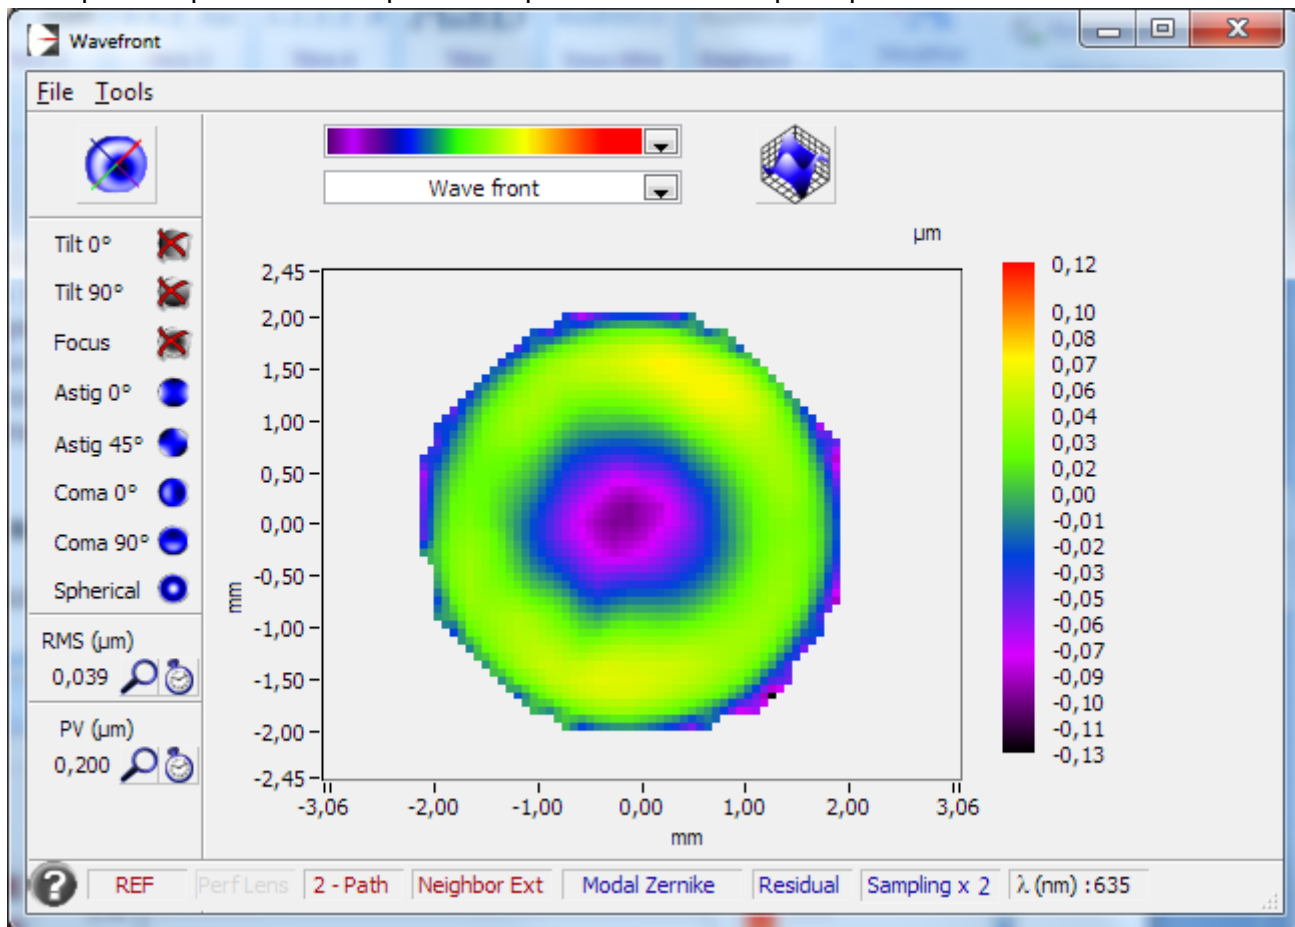 Wavefront
File Tools
Wave front
Tilt 0°
Tilt 90°
Focus
Astig 0°
Astig 45°
Coma 0°
Coma 90°
Spherical
RMS (µm)
0,039
PV (µm)
0,200
µm
2,45
2,00
1,50
1,00
0,50
0,00
-0,50
-1,00
-1,50
-2,00
-2,45
mm
-3,06 -2,00 -1,00 0,00 1,00 2,00 3,06
mm
0,12
0,10
0,08
0,07
0,06
0,04
0,03
0,02
0,00
-0,01
-0,02
-0,03
-0,05
-0,06
-0,07
-0,09
-0,10
-0,11
-0,13
? REF Perf Lens 2 - Path Neighbor Ext Modal Zernike Residual Sampling x 2 λ (nm) :635